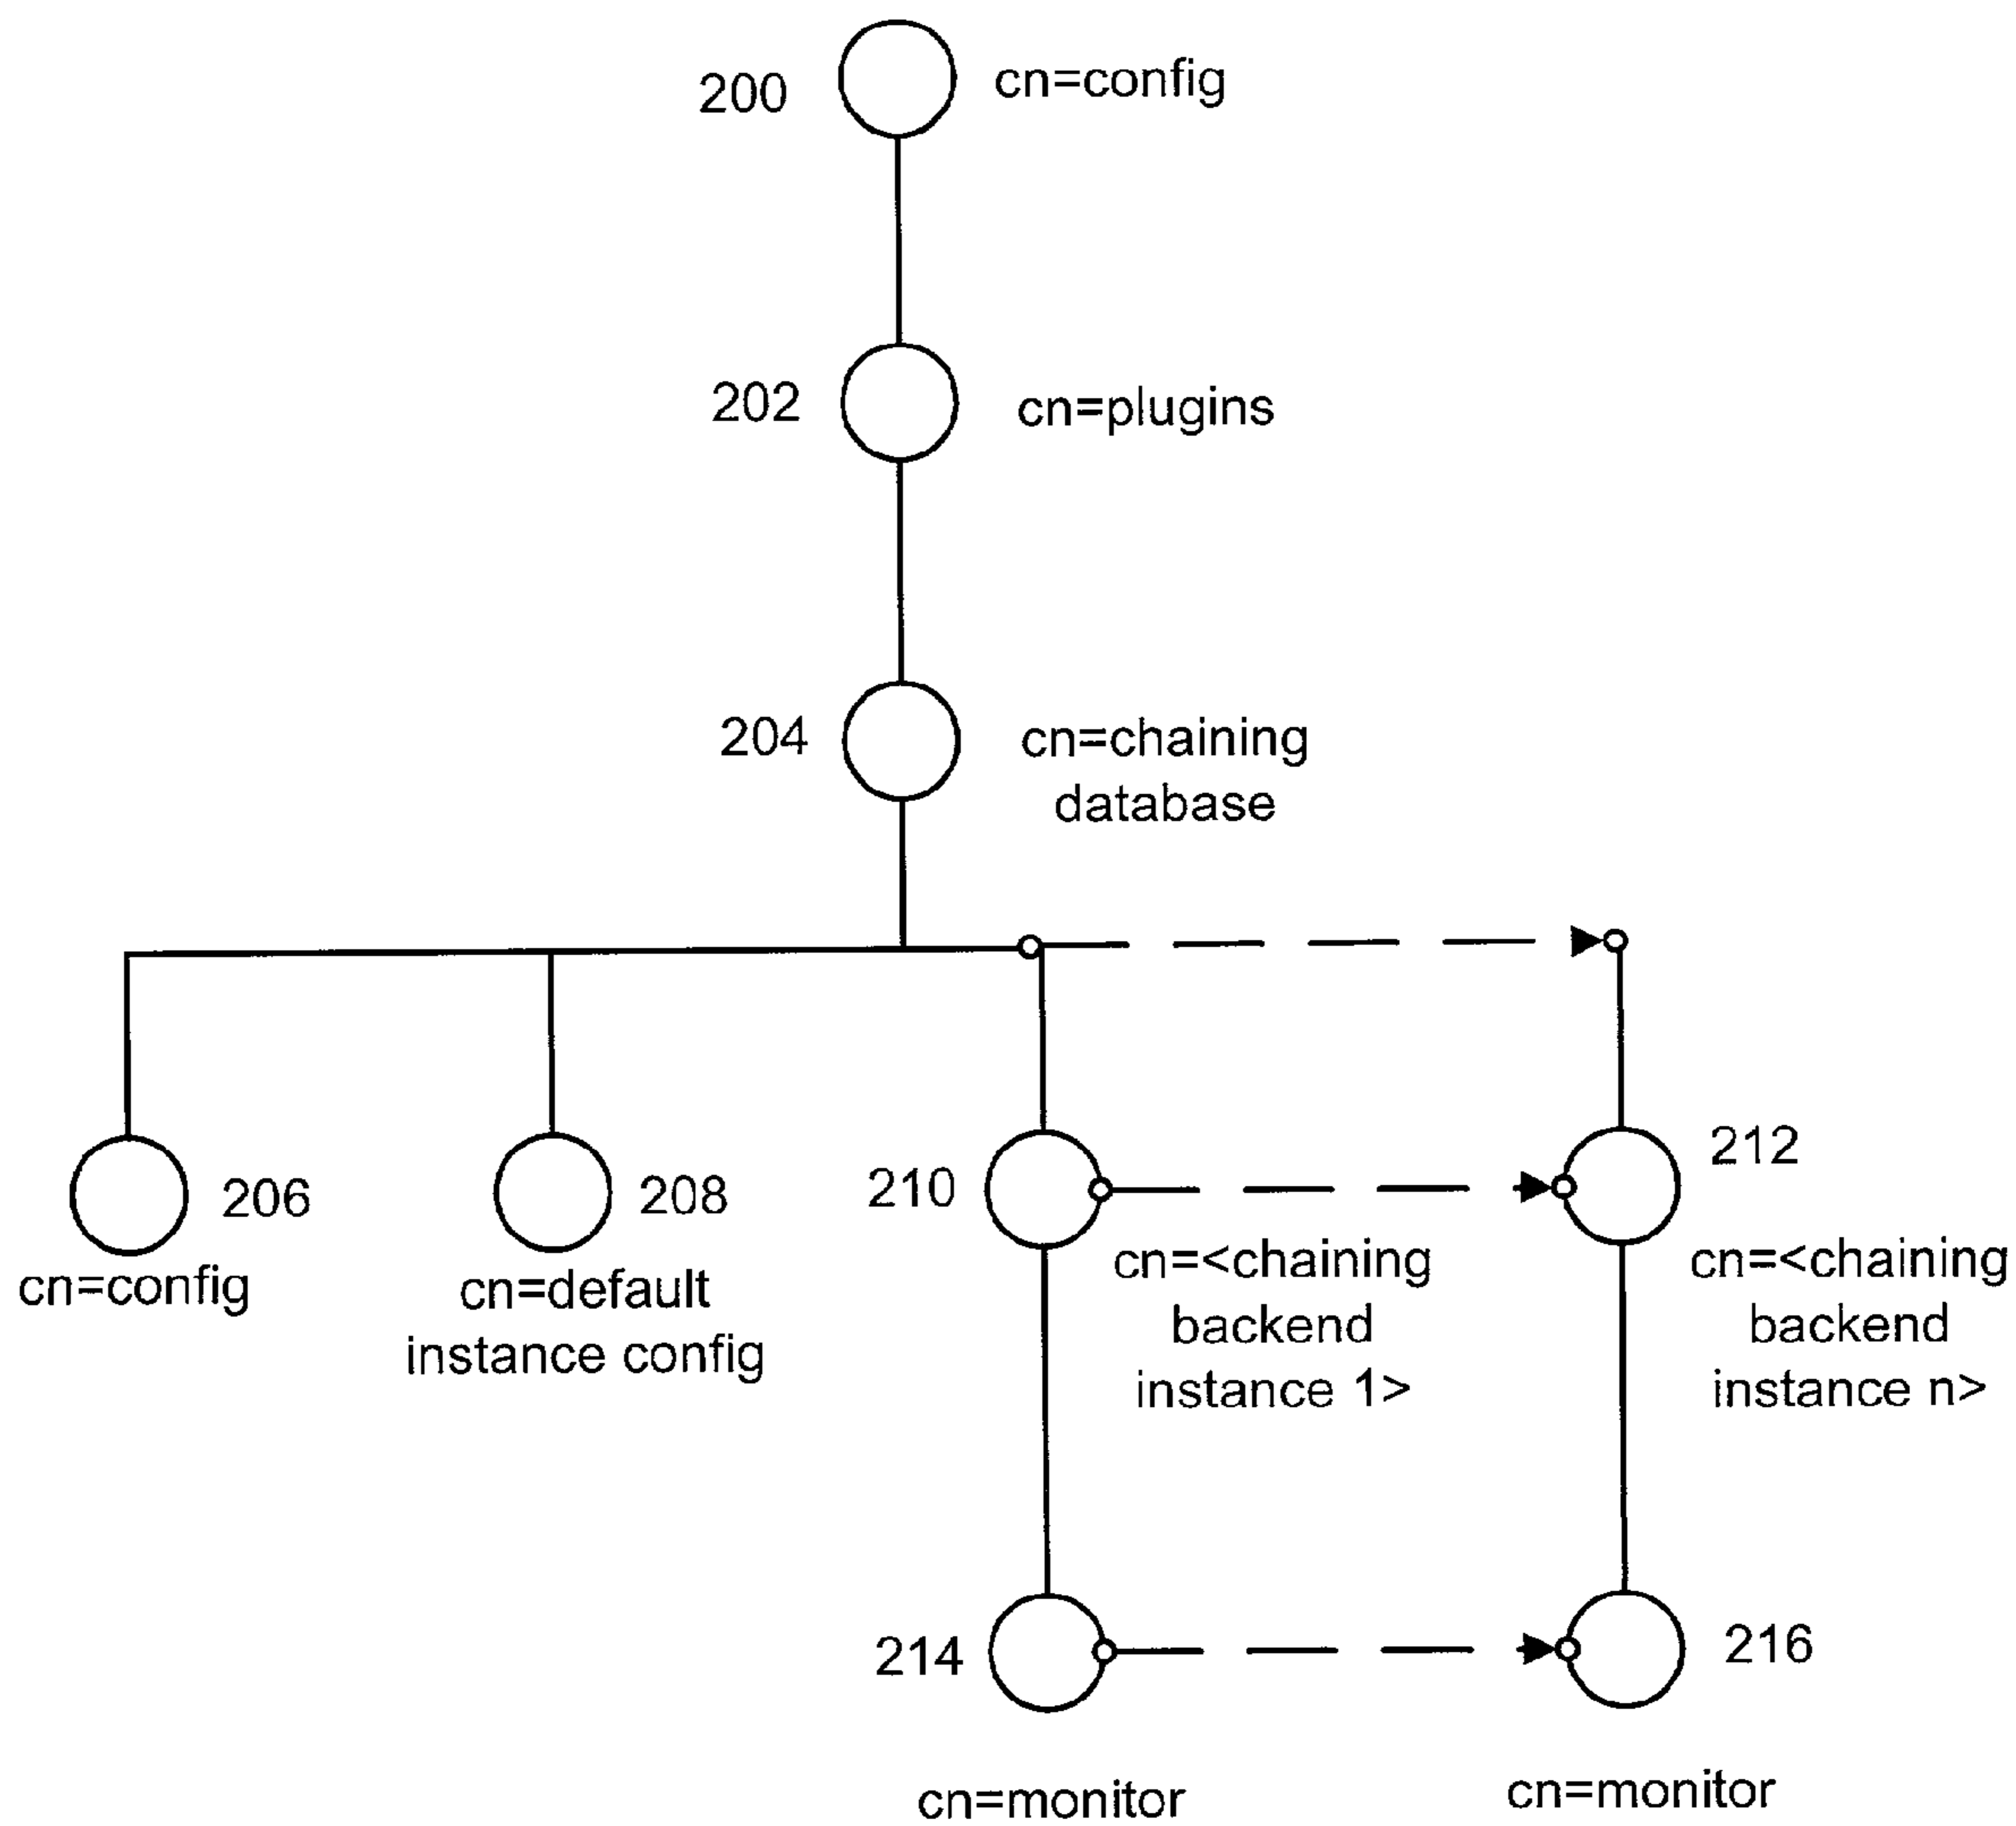 200
cn=config
202
cn=plugins
204
cn=chaining
database
206
cn=config
208
cn=default
instance config
210
cn=<chaining
backend
instance 1>
212
cn=<chaining
backend
instance n>
214
cn=monitor
216
cn=monitor